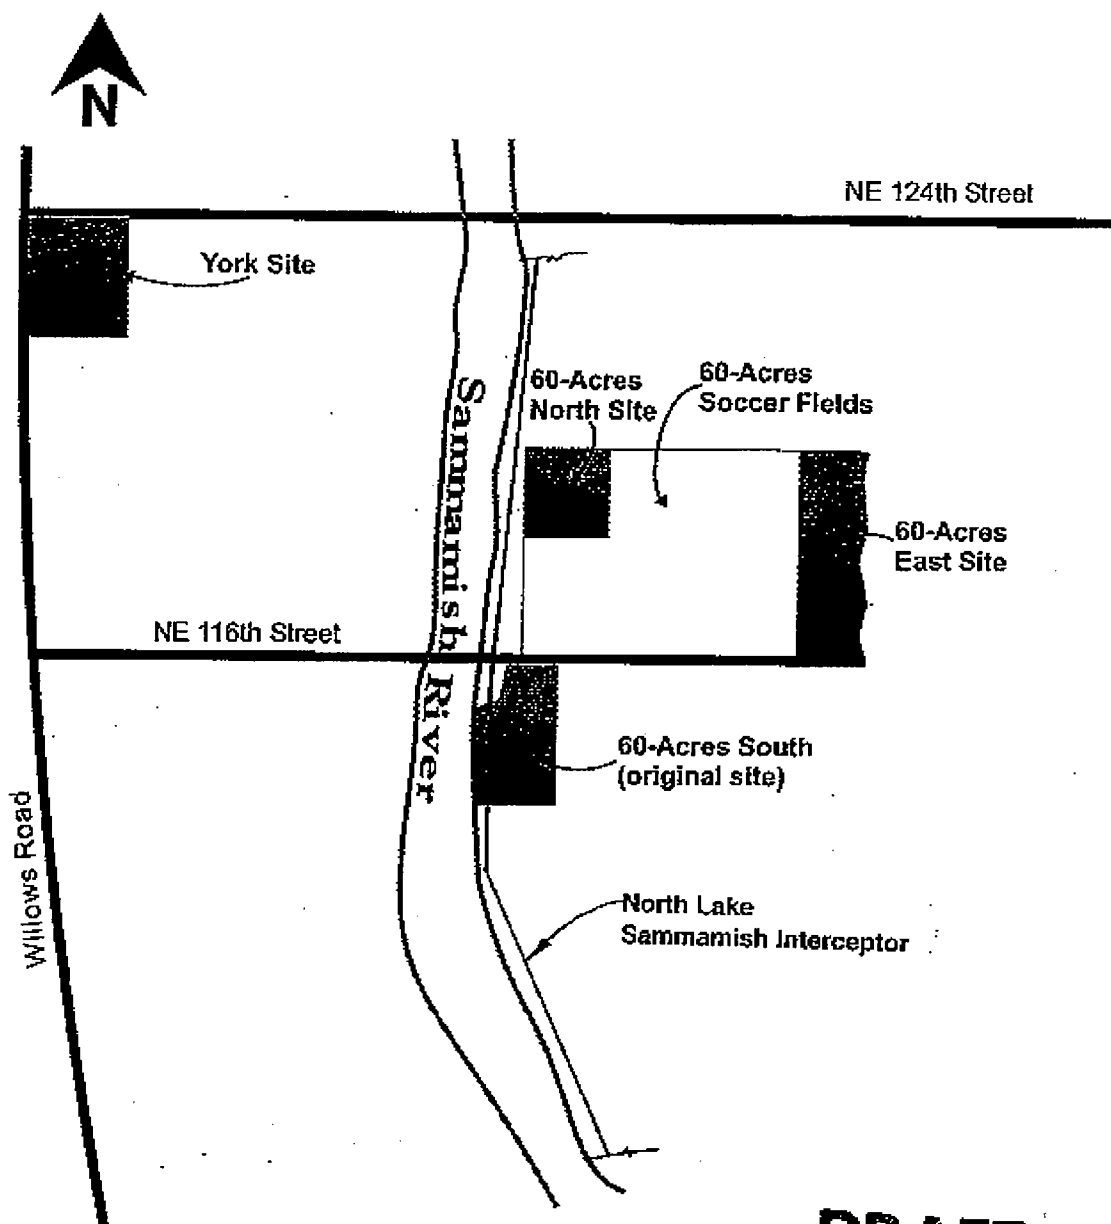 N
NE 124th Street
York Site
60-Acres
North Site
60-Acres
Soccer Fields
Sammamish River
60-Acres
East Site
NE 116th Street
60-Acres South
(original site)
Willows Road
North Lake
Sammamish Interceptor